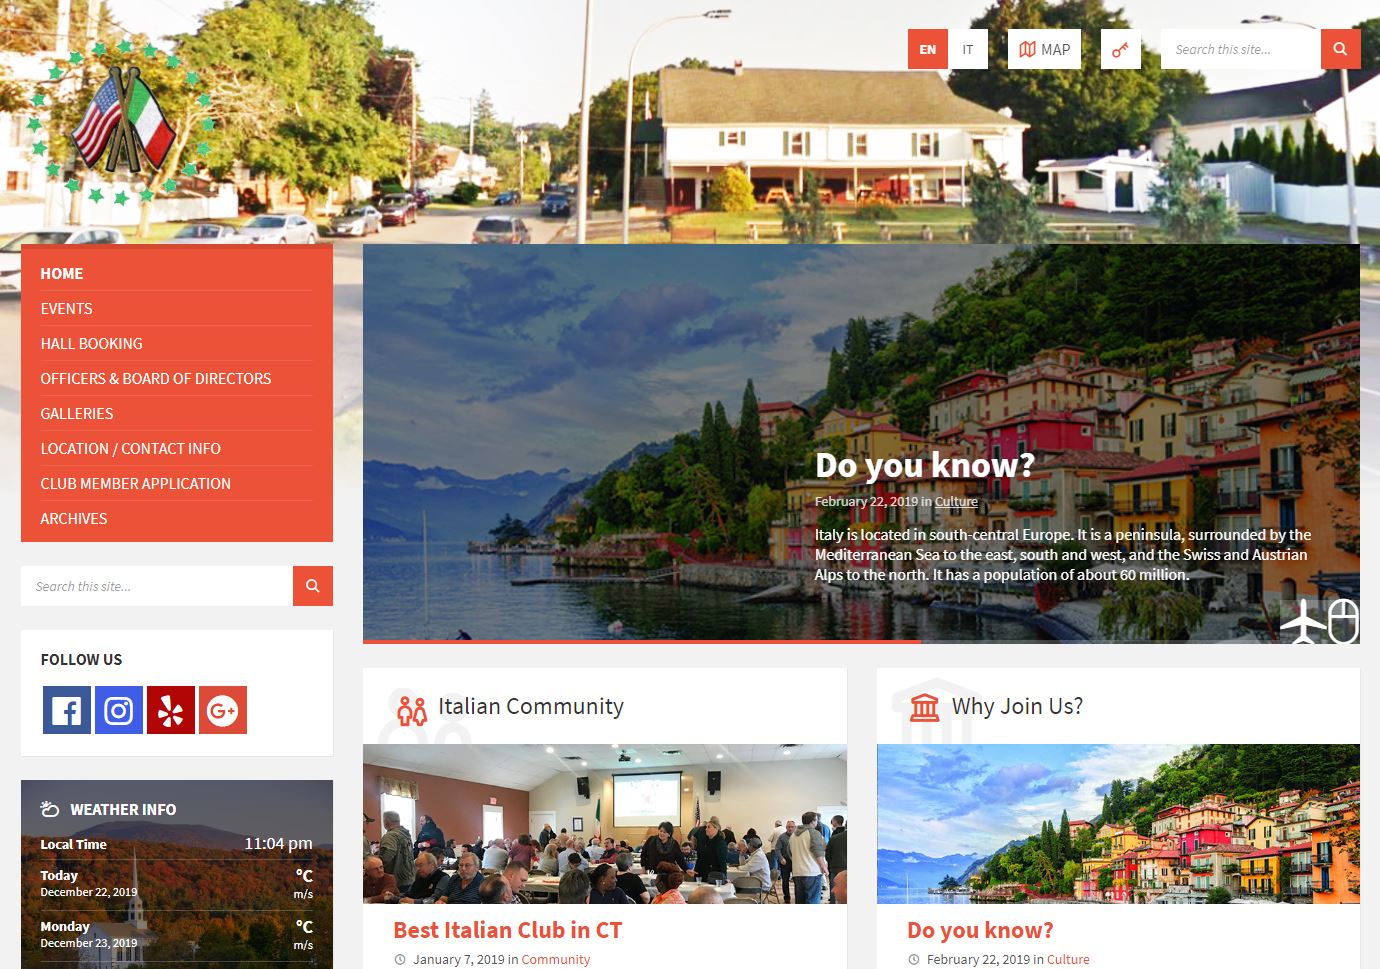 EN
IT
MAP
Search this site...
HOME
EVENTS
HALL BOOKING
OFFICERS & BOARD OF DIRECTORS
GALLERIES
LOCATION / CONTACT INFO
CLUB MEMBER APPLICATION
ARCHIVES
Search this site...
FOLLOW US
WEATHER INFO
Local Time 11:04 pm
Today °C
December 22, 2019 m/s
Monday °C
December 23, 2019 m/s
Do you know?
February 22, 2019 in Culture
Italy is located in south-central Europe. It is a peninsula, surrounded by the
Mediterranean Sea to the east, south and west, and the Swiss and Austrian
Alps to the north. It has a population of about 60 million.
Italian Community
Best Italian Club in CT
January 7, 2019 in Community
Why Join Us?
Do you know?
February 22, 2019 in Culture